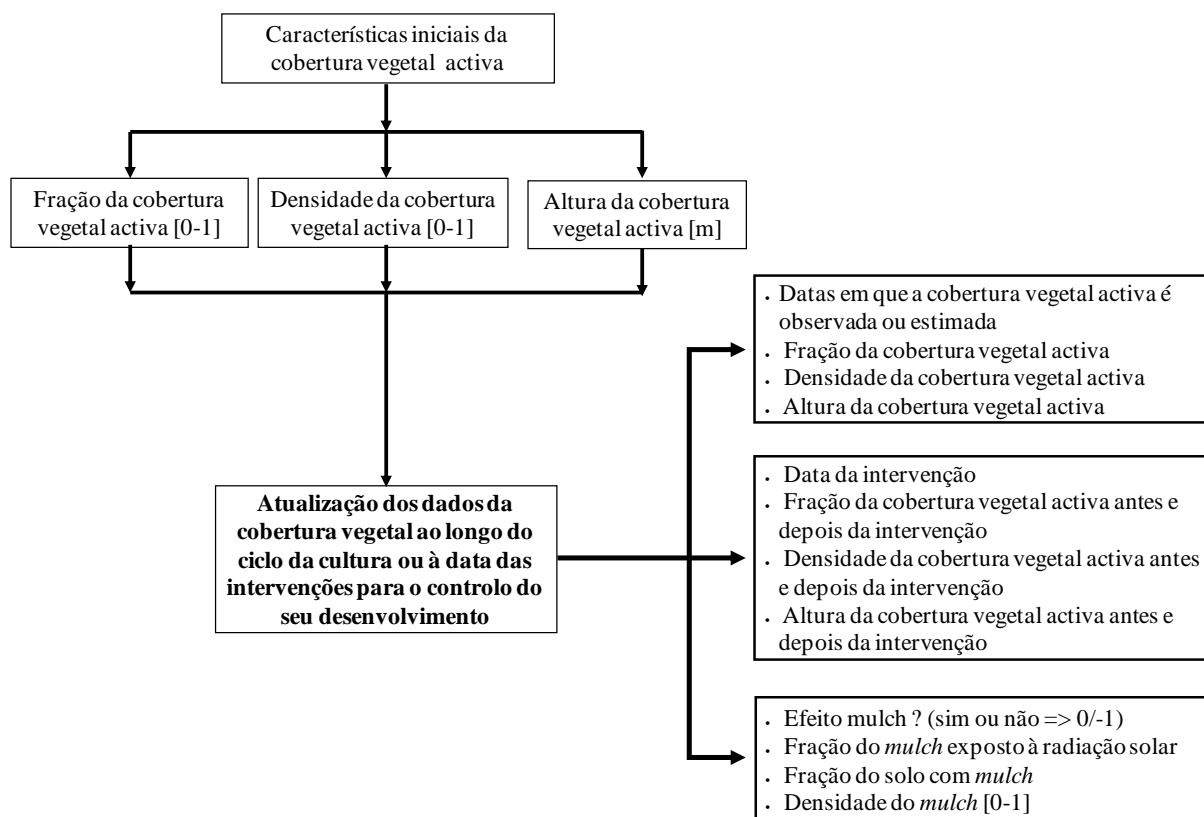 Características iniciais da
cobertura vegetal activa
Fração da cobertura
vegetal activa [0-1]
Densidade da cobertura
vegetal activa [0-1]
Altura da cobertura
vegetal activa [m]
• Datas em que a cobertura vegetal activa é
observada ou estimada
• Fração da cobertura vegetal activa
• Densidade da cobertura vegetal activa
• Altura da cobertura vegetal activa
Atualização dos dados da
cobertura vegetal ao longo do
ciclo da cultura ou à data das
intervenções para o controlo do
seu desenvolvimento
• Data da intervenção
• Fração da cobertura vegetal activa antes e
depois da intervenção
• Densidade da cobertura vegetal activa antes
e depois da intervenção
• Altura da cobertura vegetal activa antes e
depois da intervenção
• Efeito mulch ? (sim ou não => 0/-1)
• Fração do mulch exposto à radiação solar
• Fração do solo com mulch
• Densidade do mulch [0-1]